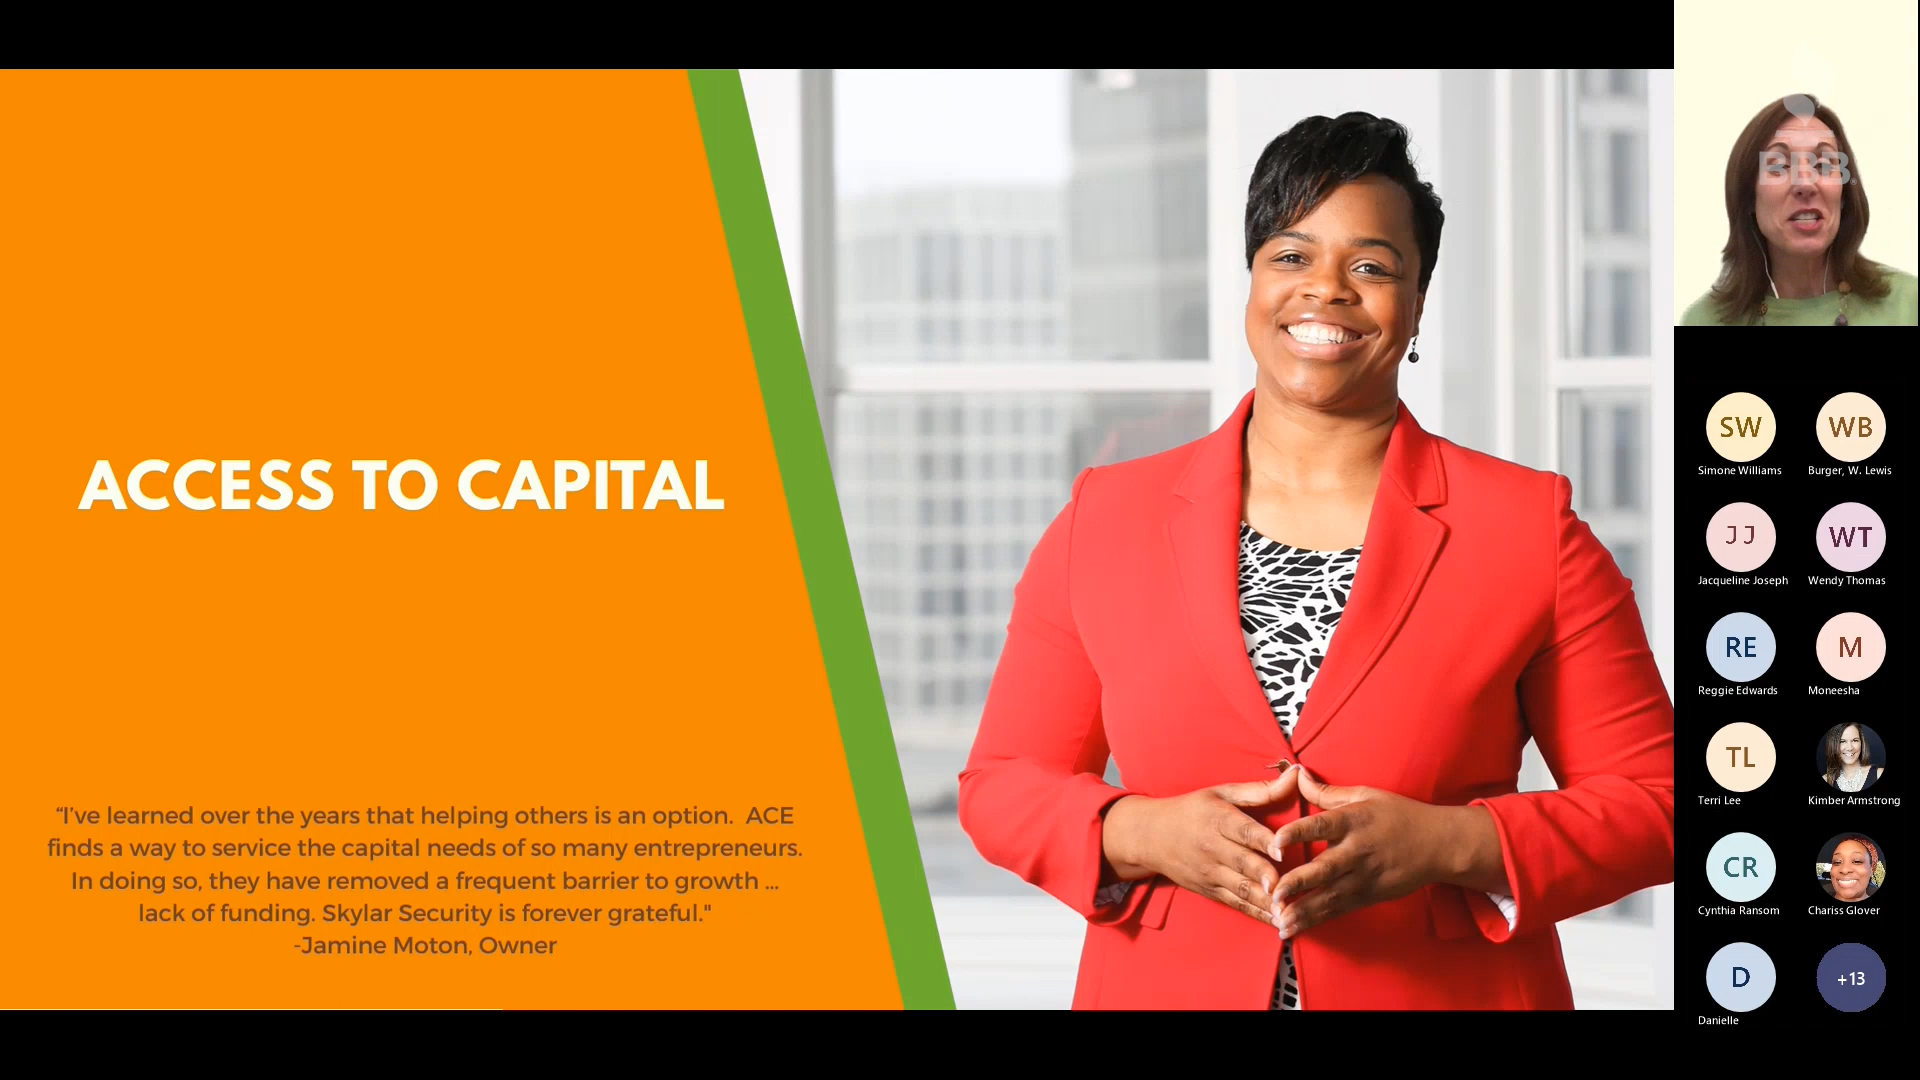 ACCESS TO CAPITAL
“I’ve learned over the years that helping others is an option.  ACE
finds a way to service the capital needs of so many entrepreneurs.
In doing so, they have removed a frequent barrier to growth ...
lack of funding. Skylar Security is forever grateful."
-Jamine Moton, Owner
BBB
SW
WB
Simone Williams
Burger, W. Lewis
JJ
WT
Jacqueline Joseph
Wendy Thomas
RE
M
Reggie Edwards
Moneesha
TL
Terri Lee
Kimber Armstrong
CR
Cynthia Ransom
Chariss Glover
D
+13
Danielle